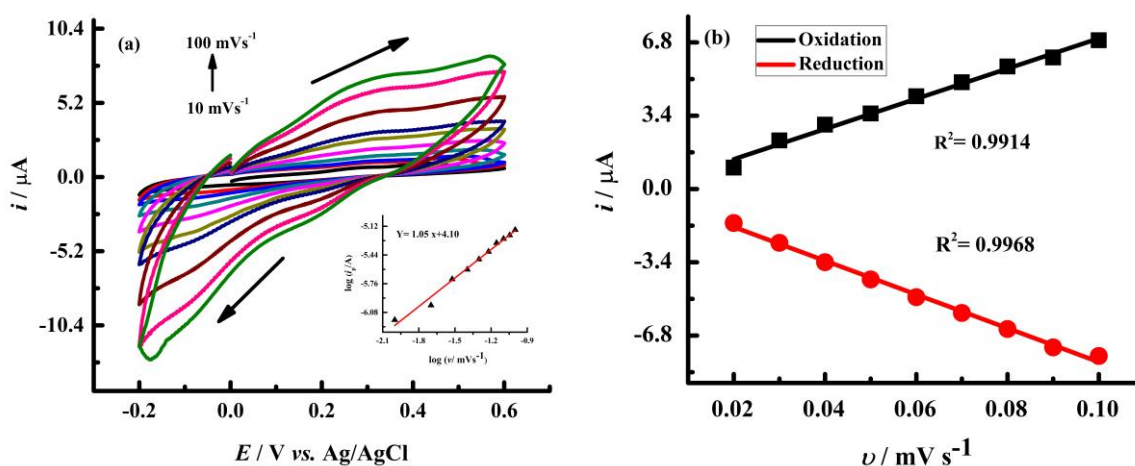 (a)
100 mVs-1
10 mVs-1
10.4
5.2
0.0
-5.2
-10.4
i / µA
-0.2
0.0
0.2
0.4
0.6
E / V vs. Ag/AgCl
Y= 1.05 x+4.10
-5.12
-5.44
-5.76
-6.08
log (ip/A)
-2.1
-1.8
-1.5
-1.2
-0.9
log (v/ mVs-1)
(b)
Oxidation
Reduction
R2= 0.9914
R2= 0.9968
6.8
3.4
0.0
-3.4
-6.8
i / µA
0.02
0.04
0.06
0.08
0.10
υ / mV s-1